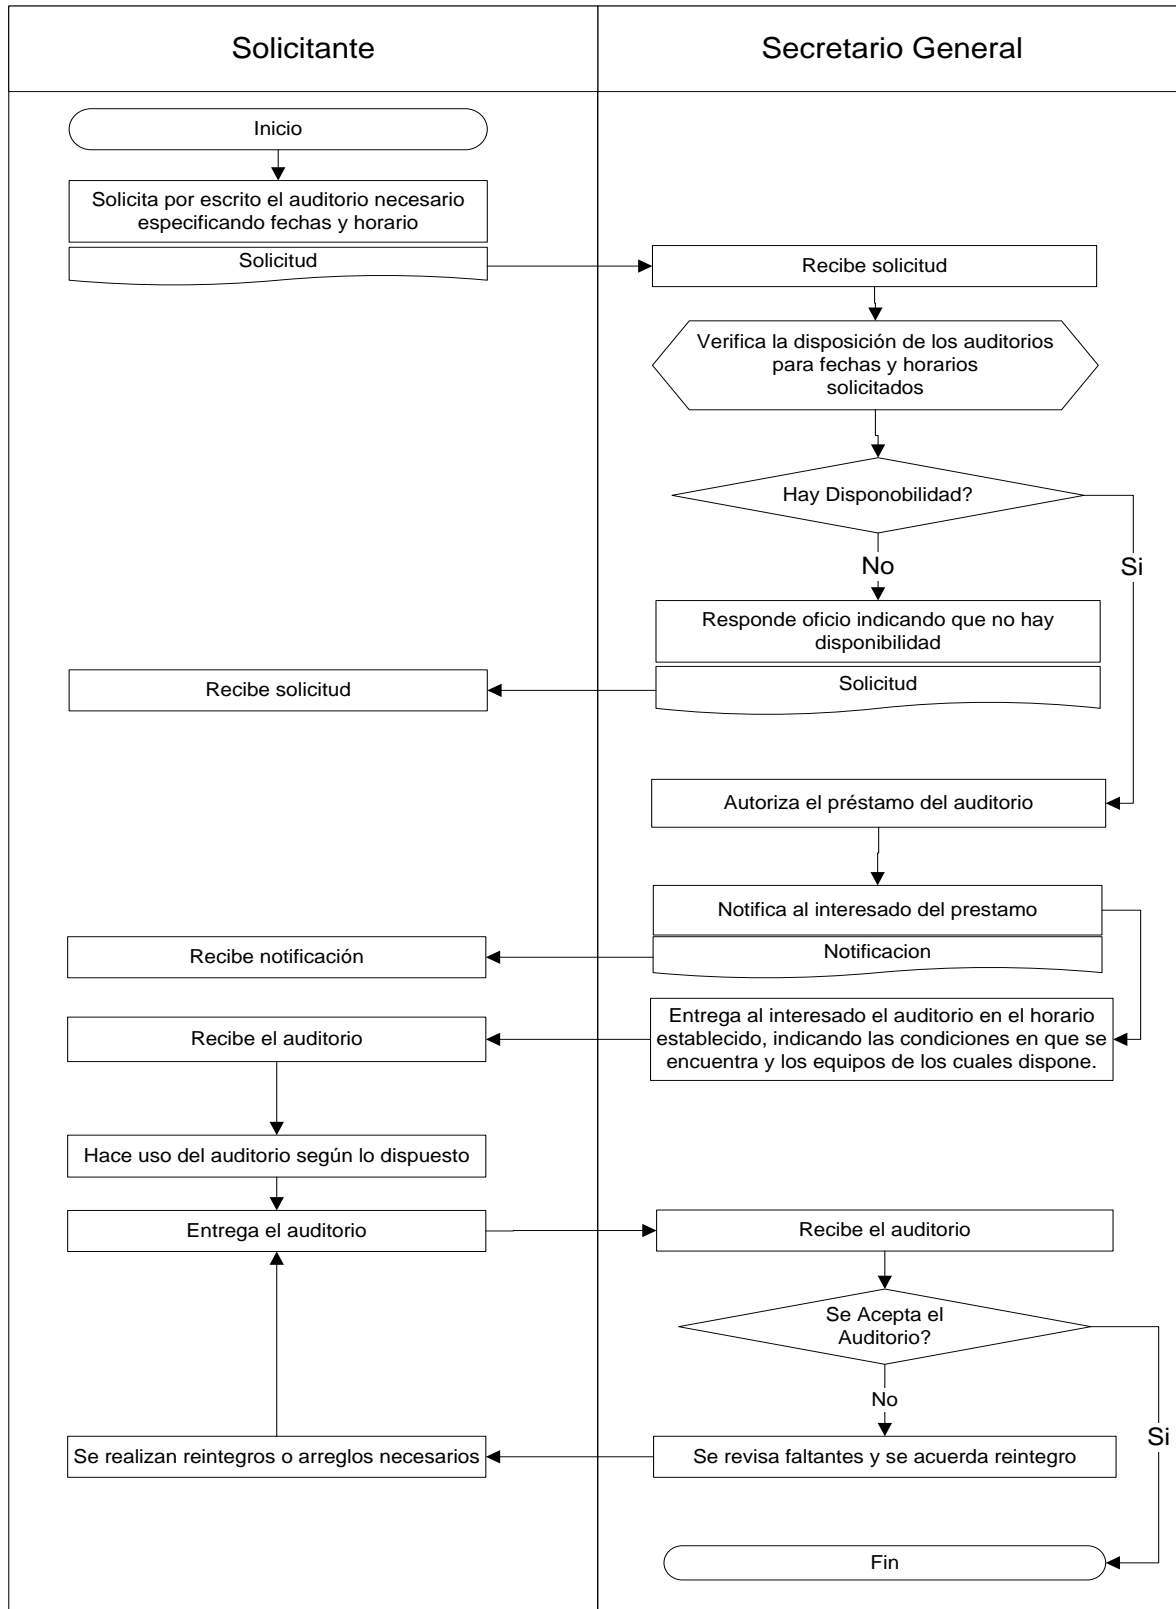 Solicitante
Secretario General
Inicio
Solicita por escrito el auditorio necesario
especificando fechas y horario
Solicitud
Recibe solicitud
Verifica la disposición de los auditorios
para fechas y horarios
solicitados
Hay Disponobilidad?
No
Si
Responde oficio indicando que no hay
disponibilidad
Solicitud
Recibe solicitud
Autoriza el préstamo del auditorio
Notifica al interesado del prestamo
Notificacion
Recibe notificación
Entrega al interesado el auditorio en el horario
establecido, indicando las condiciones en que se
encuentra y los equipos de los cuales dispone.
Recibe el auditorio
Hace uso del auditorio según lo dispuesto
Entrega el auditorio
Recibe el auditorio
Se Acepta el
Auditorio?
No
Si
Se revisa faltantes y se acuerda reintegro
Se realizan reintegros o arreglos necesarios
Fin